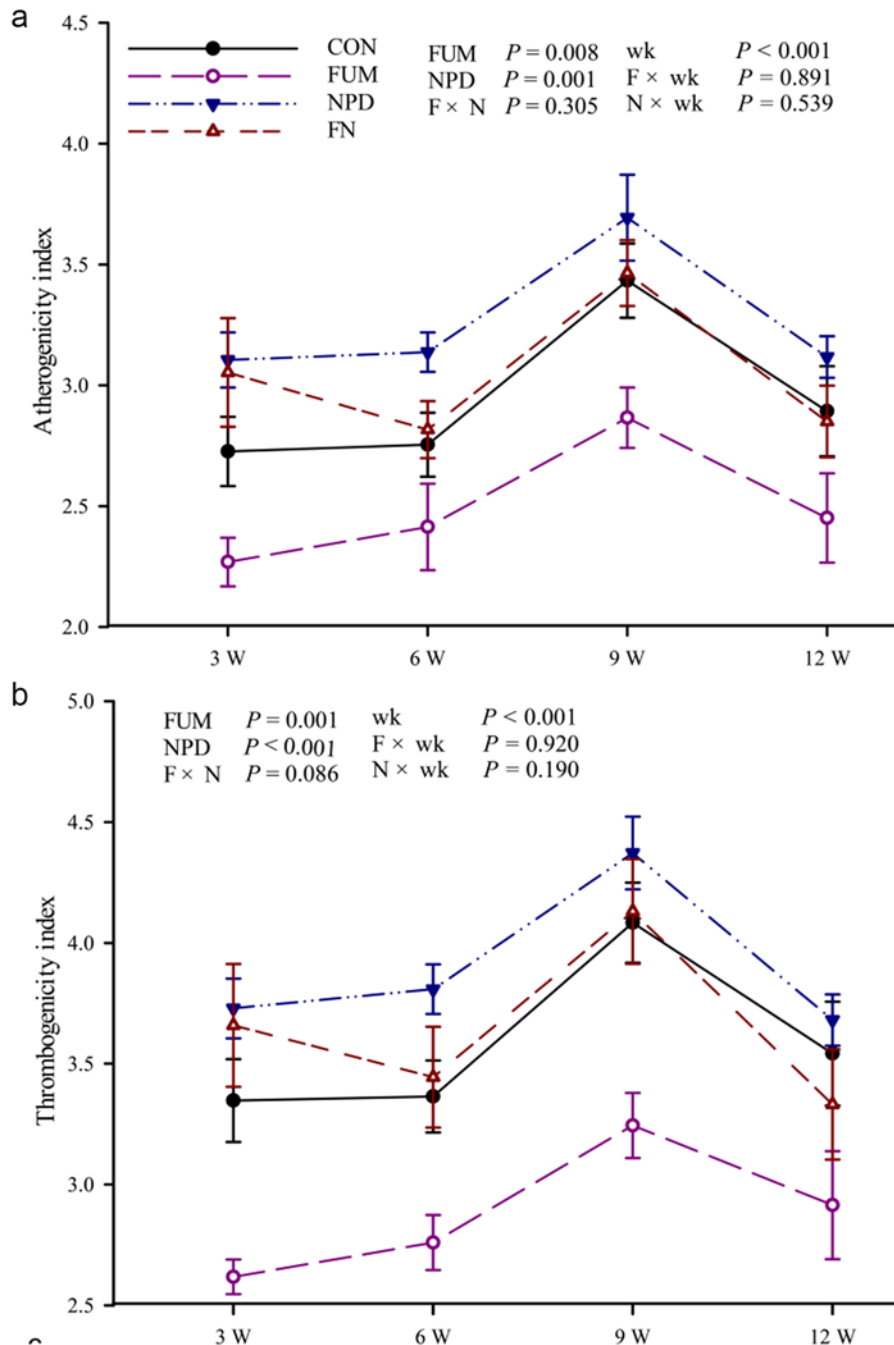 a
4.5
CON FUM P = 0.008 wk P < 0.001
FUM NPD P = 0.001 F × wk P = 0.891
NPD F × N P = 0.305 N × wk P = 0.539
FN
4.0
3.5
Atherogenicity index
3.0
2.5
2.0
3 W 6 W 9 W 12 W
b
5.0
FUM P = 0.001 wk P < 0.001
NPD P < 0.001 F × wk P = 0.920
F × N P = 0.086 N × wk P = 0.190
4.5
4.0
Thrombogenicity index
3.5
3.0
2.5
3 W 6 W 9 W 12 W